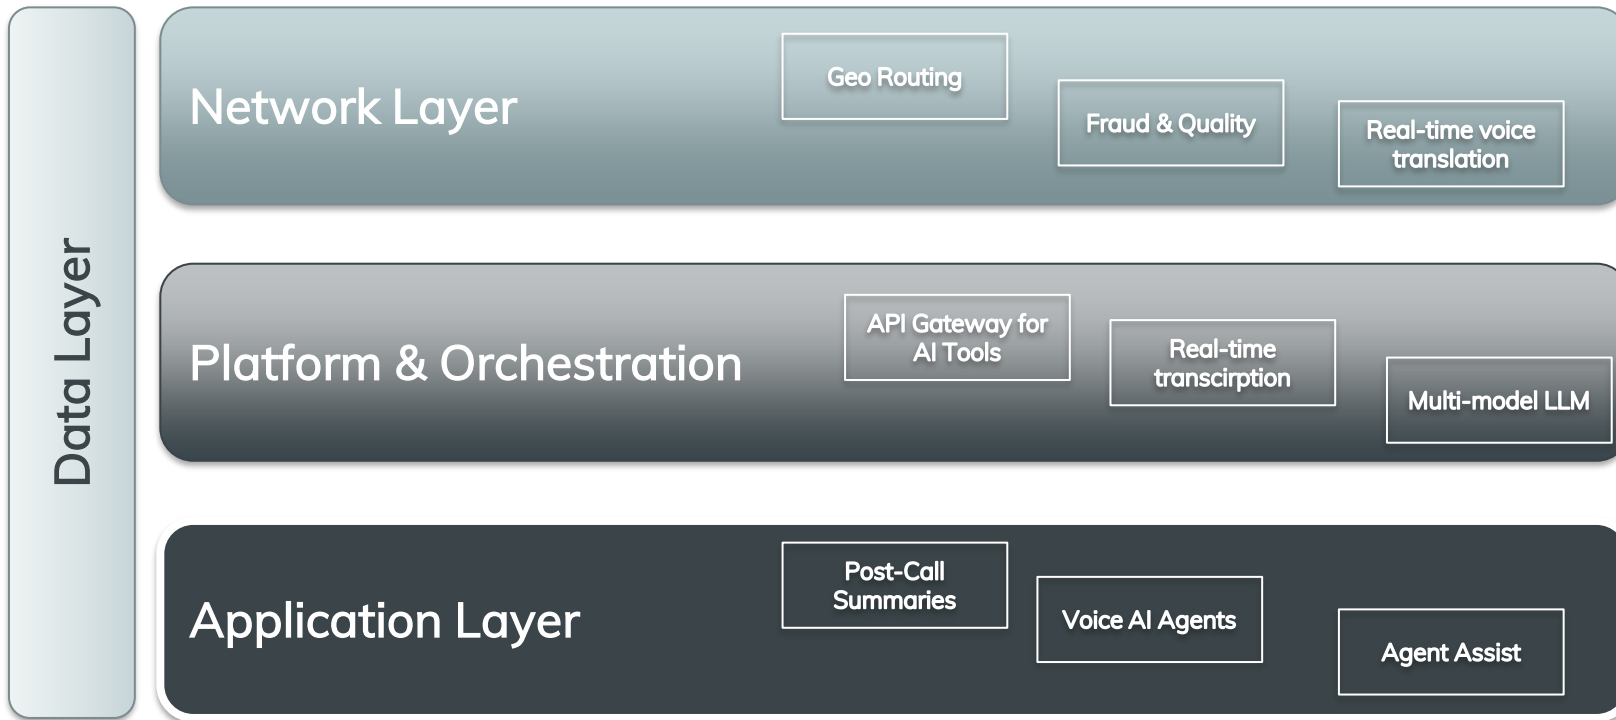 Data Layer
Network Layer
Geo Routing
Fraud & Quality
Real-time voice
translation
Platform & Orchestration
API Gateway for
AI Tools
Real-time
transcirption
Multi-model LLM
Application Layer
Post-Call
Summaries
Voice AI Agents
Agent Assist